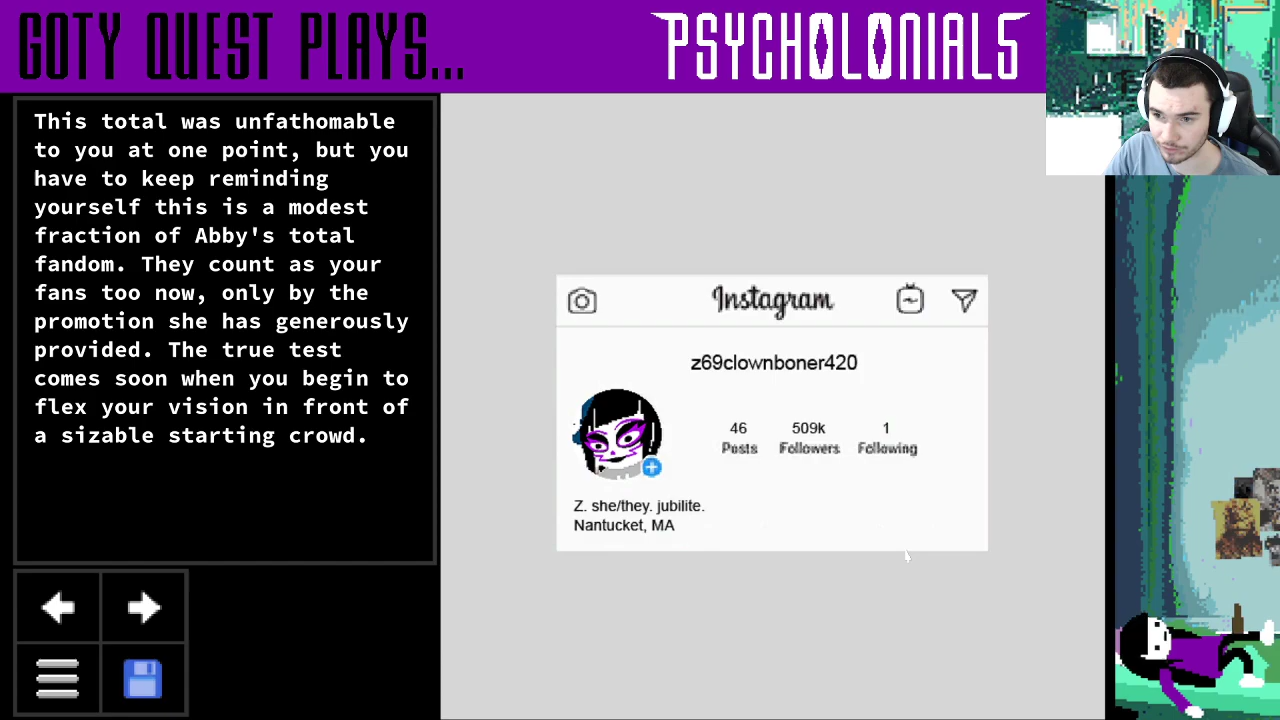 GOTY QUEST PLAYS...
PSYCHOLONIALS
This total was unfathomable
to you at one point, but you
have to keep reminding
yourself this is a modest
fraction of Abby's total
fandom. They count as your
fans too now, only by the
promotion she has generously
provided. The true test
comes soon when you begin to
flex your vision in front of
a sizable starting crowd.
Instagram
z69clownboner420
46 509k 1
Posts Followers Following
Z. she/they. jubilite.
Nantucket, MA